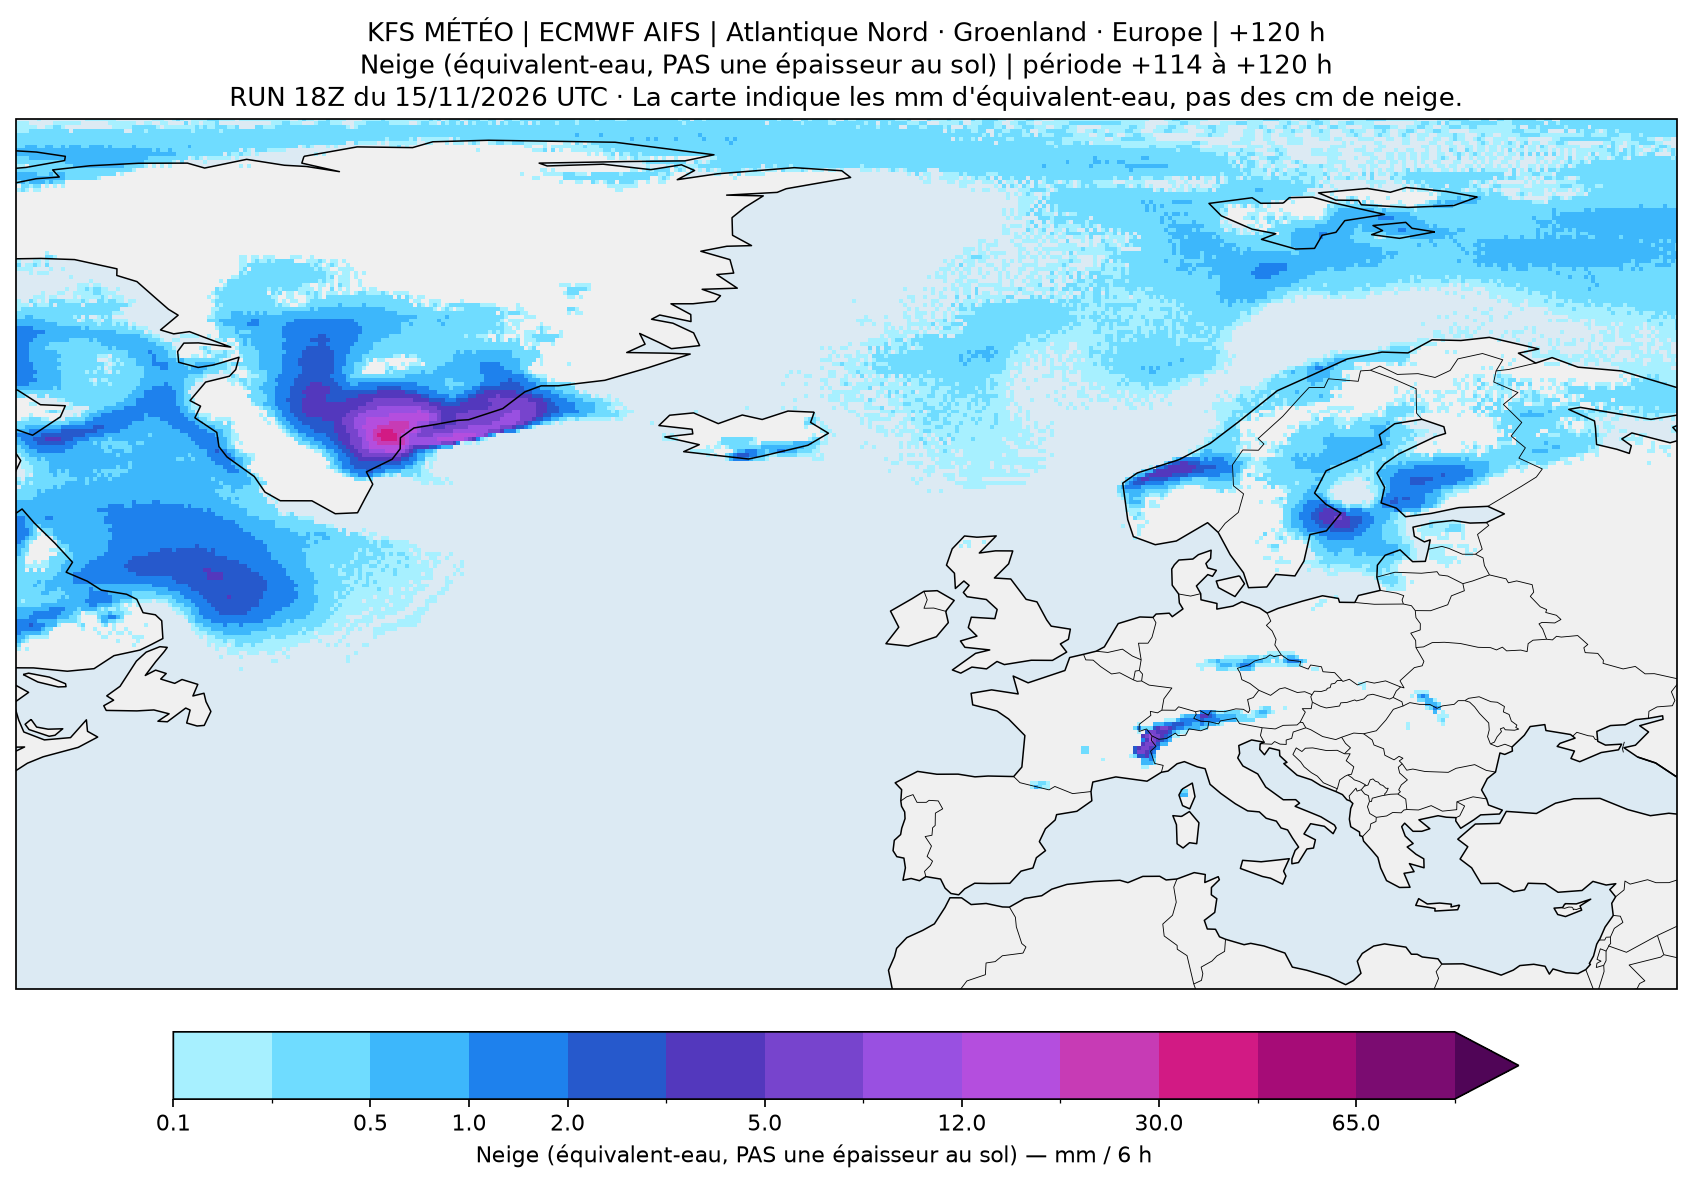 KFS MÉTÉO | ECMWF AIFS | Atlantique Nord · Groenland · Europe | +120 h
Neige (équivalent-eau, PAS une épaisseur au sol) | période +114 à +120 h
RUN 18Z du 15/11/2026 UTC · La carte indique les mm d'équivalent-eau, pas des cm de neige.
0.1 0.5 1.0 2.0 5.0 12.0 30.0 65.0
Neige (équivalent-eau, PAS une épaisseur au sol) — mm / 6 h